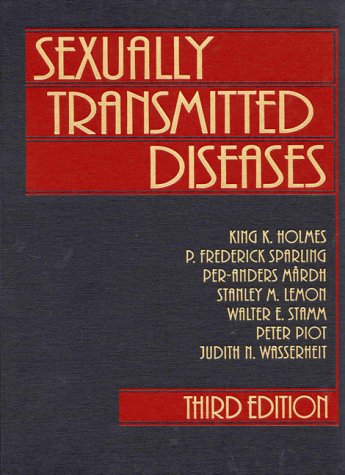 SEXUALLY
TRANSMITTED
DISEASES
KING K. HOLMES
P. FREDERICK SPARLING
PER-ANDERS MÅRDH
STANLEY M. LEMON
WALTER E. STAMM
PETER PIOT
JUDITH N. WASSERHEIT
THIRD EDITION